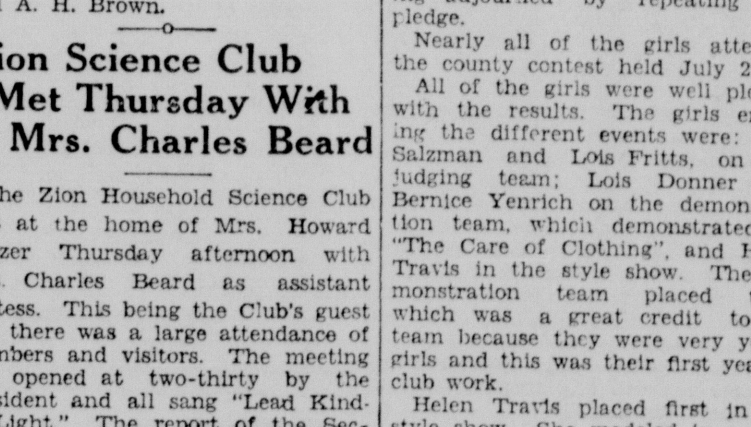 A. H. Brown.
ion Science Club
Met Thursday With
Mrs. Charles Beard
he Zion Household Science Club
at the home of Mrs. Howard
zer Thursday afternoon with
. Charles Beard as assistant
tess. This being the Club's guest
there was a large attendance of
nbers and visitors. The meeting
opened at two-thirty by the
sident and all sang "Lead Kind-
Light." The report of the Sec-
by repeating
pledge.
Nearly all of the girls atte
the county contest held July 2
All of the girls were well ple
with the results. The girls e
ing the different events were:
Salzman and Lois Fritts, on
judging team; Lois Donner
Bernice Yenrich on the demon
tion team, which demonstrated
"The Care of Clothing", and H
Travis in the style show. The
monstration team placed
which was a great credit to
team because they were very y
girls and this was their first yea
club work.
Helen Travis placed first in
style show. She